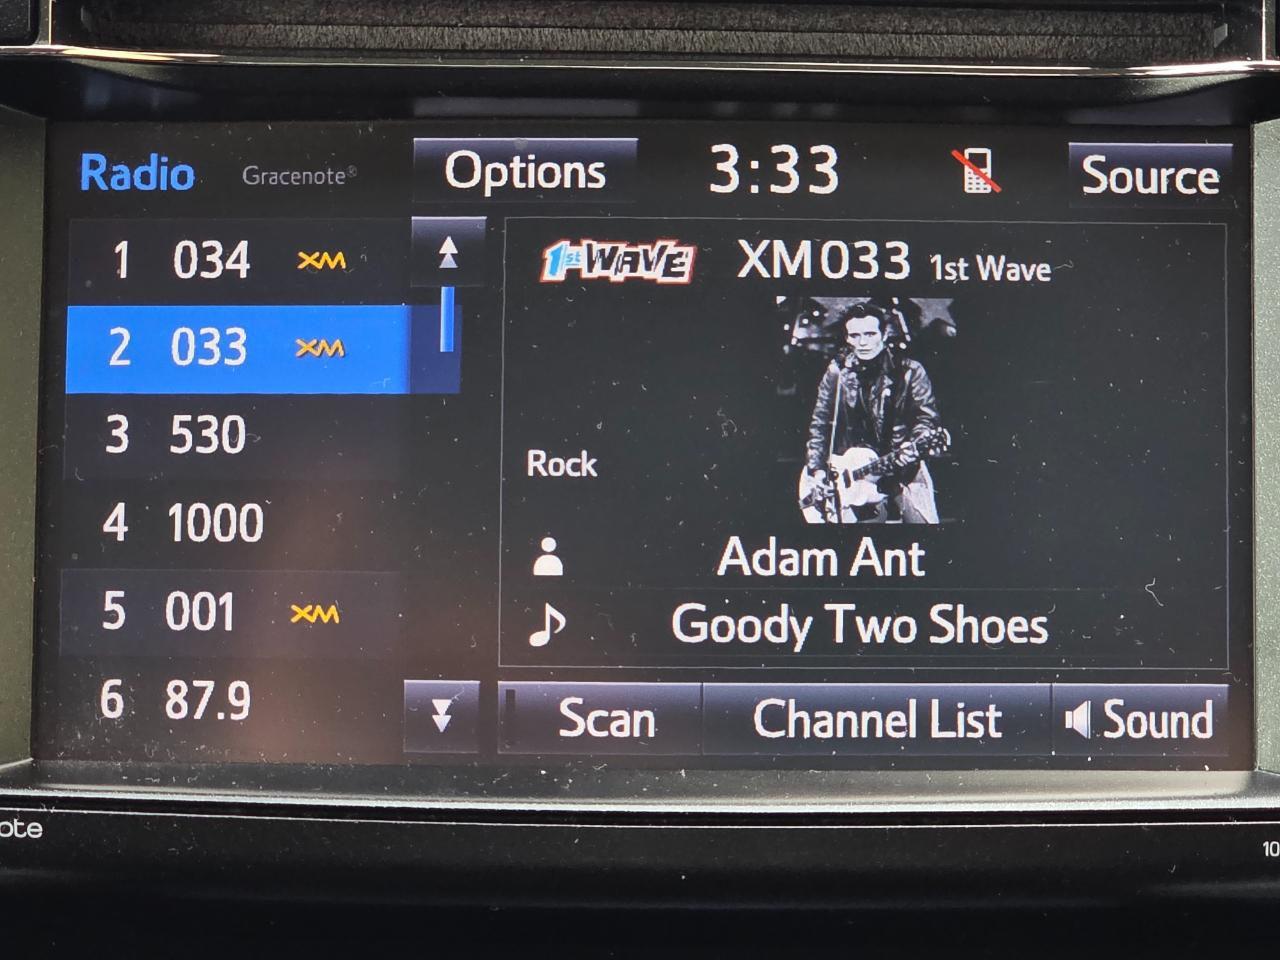 Radio Gracenote® Options 3:33 Source
1 034 XM
2 033 XM
3 530
4 1000
5 001 XM
6 87.9
1st WAVE XM033 1st Wave
Rock
Adam Ant
Goody Two Shoes
Scan Channel List Sound
ote
10